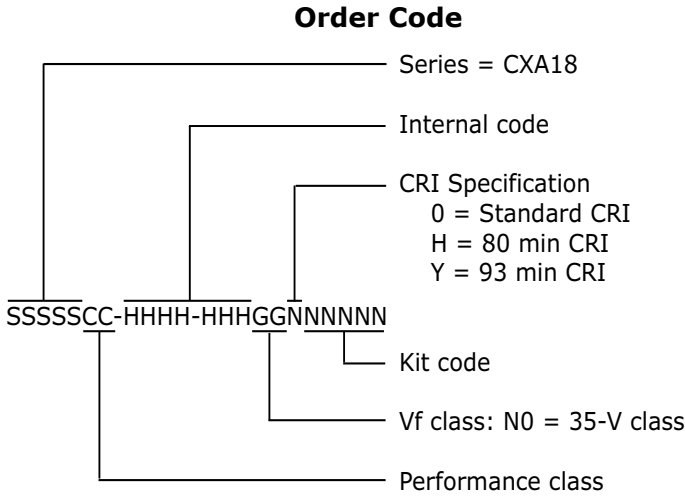 Order Code
Series = CXA18
Internal code
CRI Specification
0 = Standard CRI
H = 80 min CRI
Y = 93 min CRI
SSSSSCC-HHHH-HHHGGNNNNNN
Kit code
Vf class: N0 = 35-V class
Performance class